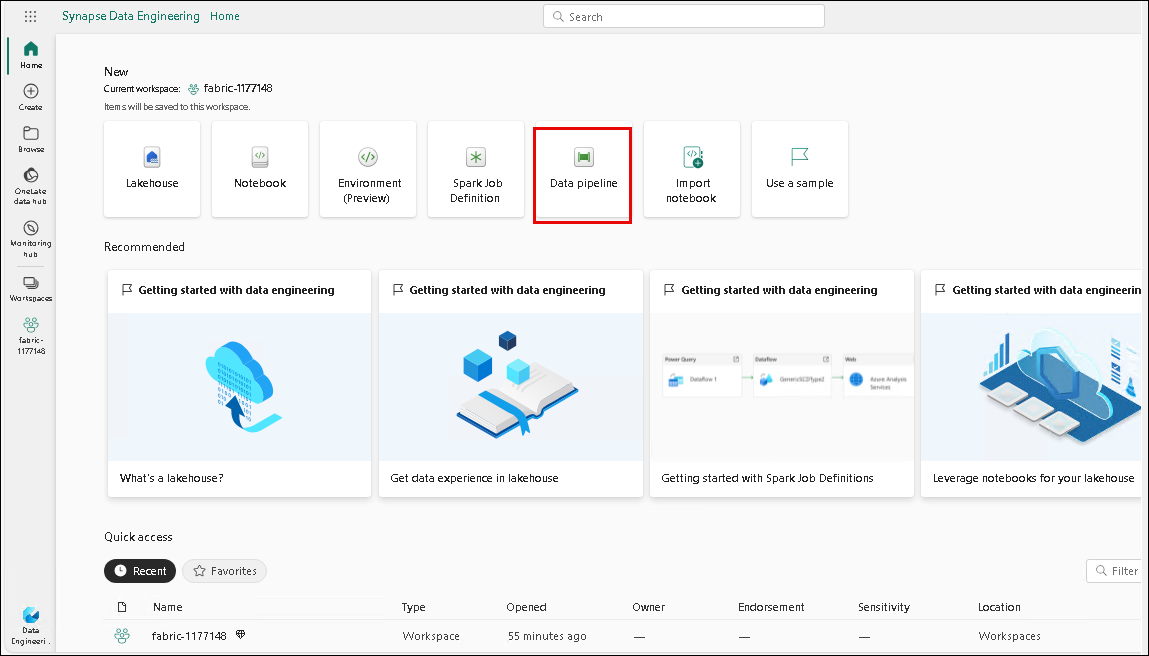 Synapse Data Engineering Home
Search
Home
Create
Browse
OneLake
data hub
Monitoring
hub
Workspaces
fabric-
1177148
Data
Engineeri..
New
Current workspace: fabric-1177148
Items will be saved to this workspace.
Lakehouse
Notebook
Environment
(Preview)
Spark Job
Definition
Data pipeline
Import
notebook
Use a sample
Recommended
Getting started with data engineering
What's a lakehouse?
Getting started with data engineering
Get data experience in lakehouse
Getting started with data engineering
Power Query
Dataflow 1
Dataflow
GenericSCDType2
Web
Azure Analysis
Services
Getting started with Spark Job Definitions
Getting started with data engineerin
Leverage notebooks for your lakehouse
Quick access
Recent
Favorites
Filter
Name Type Opened Owner Endorsement Sensitivity Location
fabric-1177148 Workspace 55 minutes ago — — — Workspaces